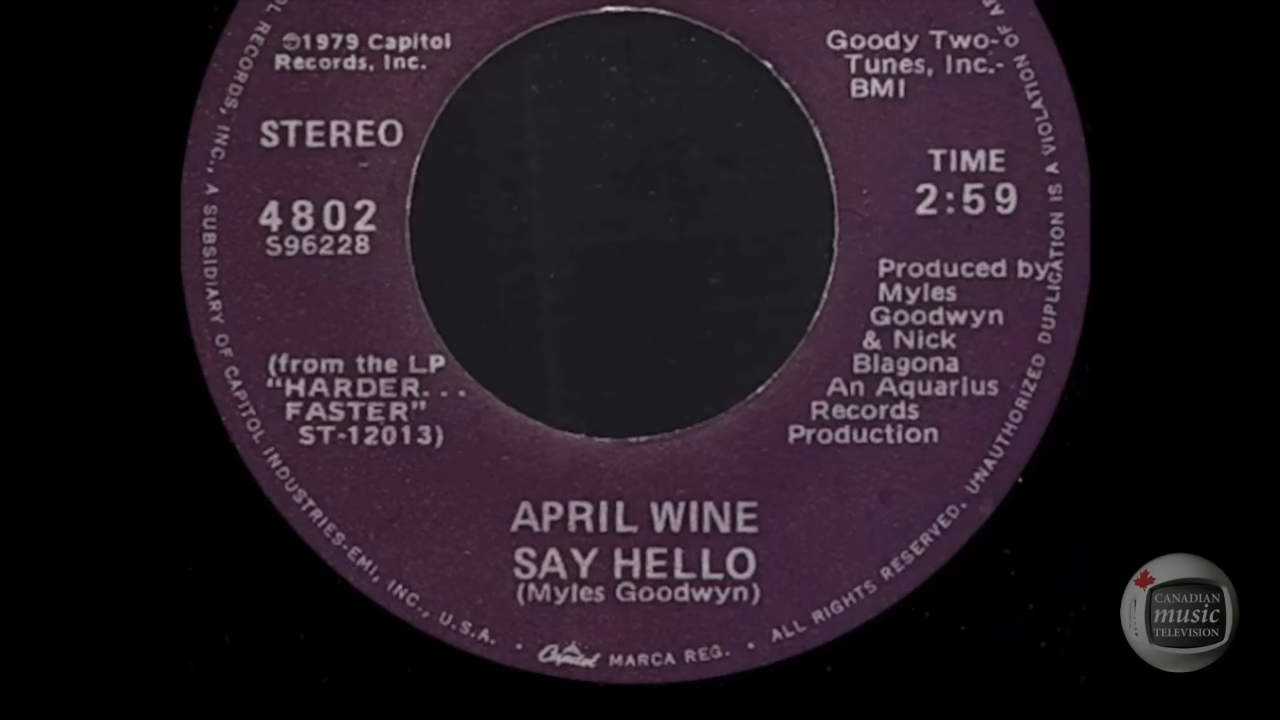 ℗1979 Capitol
Records, Inc.
STEREO
4802
S96228
(from the LP
"HARDER...
FASTER"
ST-12013)
Goody Two-
Tunes, Inc.-
BMI
TIME
2:59
Produced by
Myles
Goodwyn
& Nick
Blagona
An Aquarius
Records
Production
APRIL WINE
SAY HELLO
(Myles Goodwyn)
RECORDS, INC., A SUBSIDIARY OF CAPITOL INDUSTRIES-EMI, INC., U.S.A. • Capitol MARCA REG. • ALL RIGHTS RESERVED. UNAUTHORIZED DUPLICATION IS A VIOLATION OF
CANADIAN
music
TELEVISION